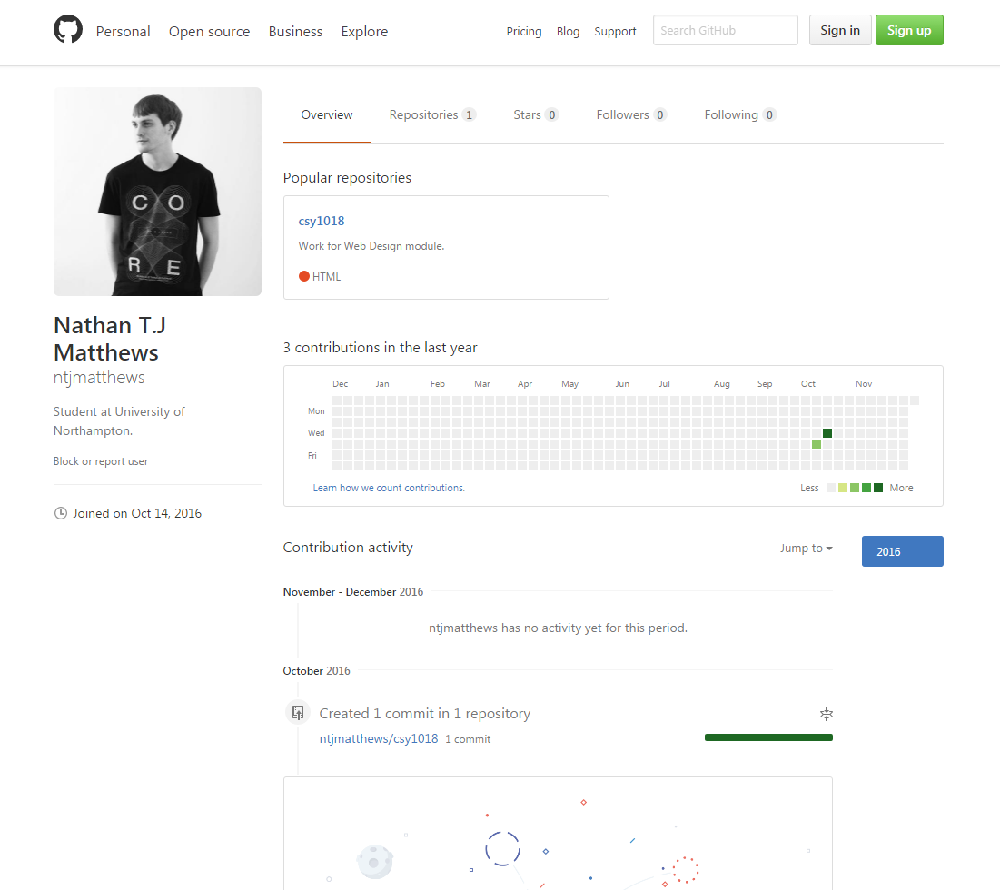 Personal Open source Business Explore Pricing Blog Support Search GitHub Sign in Sign up
Overview Repositories 1 Stars 0 Followers 0 Following 0
C O
R E
Nathan T.J
Matthews
ntjmatthews
Student at University of
Northampton.
Block or report user
Joined on Oct 14, 2016
Popular repositories
csy1018
Work for Web Design module.
HTML
3 contributions in the last year
Dec Jan Feb Mar Apr May Jun Jul Aug Sep Oct Nov
Mon
Wed
Fri
Learn how we count contributions. Less More
Contribution activity Jump to 2016
November - December 2016
ntjmatthews has no activity yet for this period.
October 2016
Created 1 commit in 1 repository
ntjmatthews/csy1018 1 commit